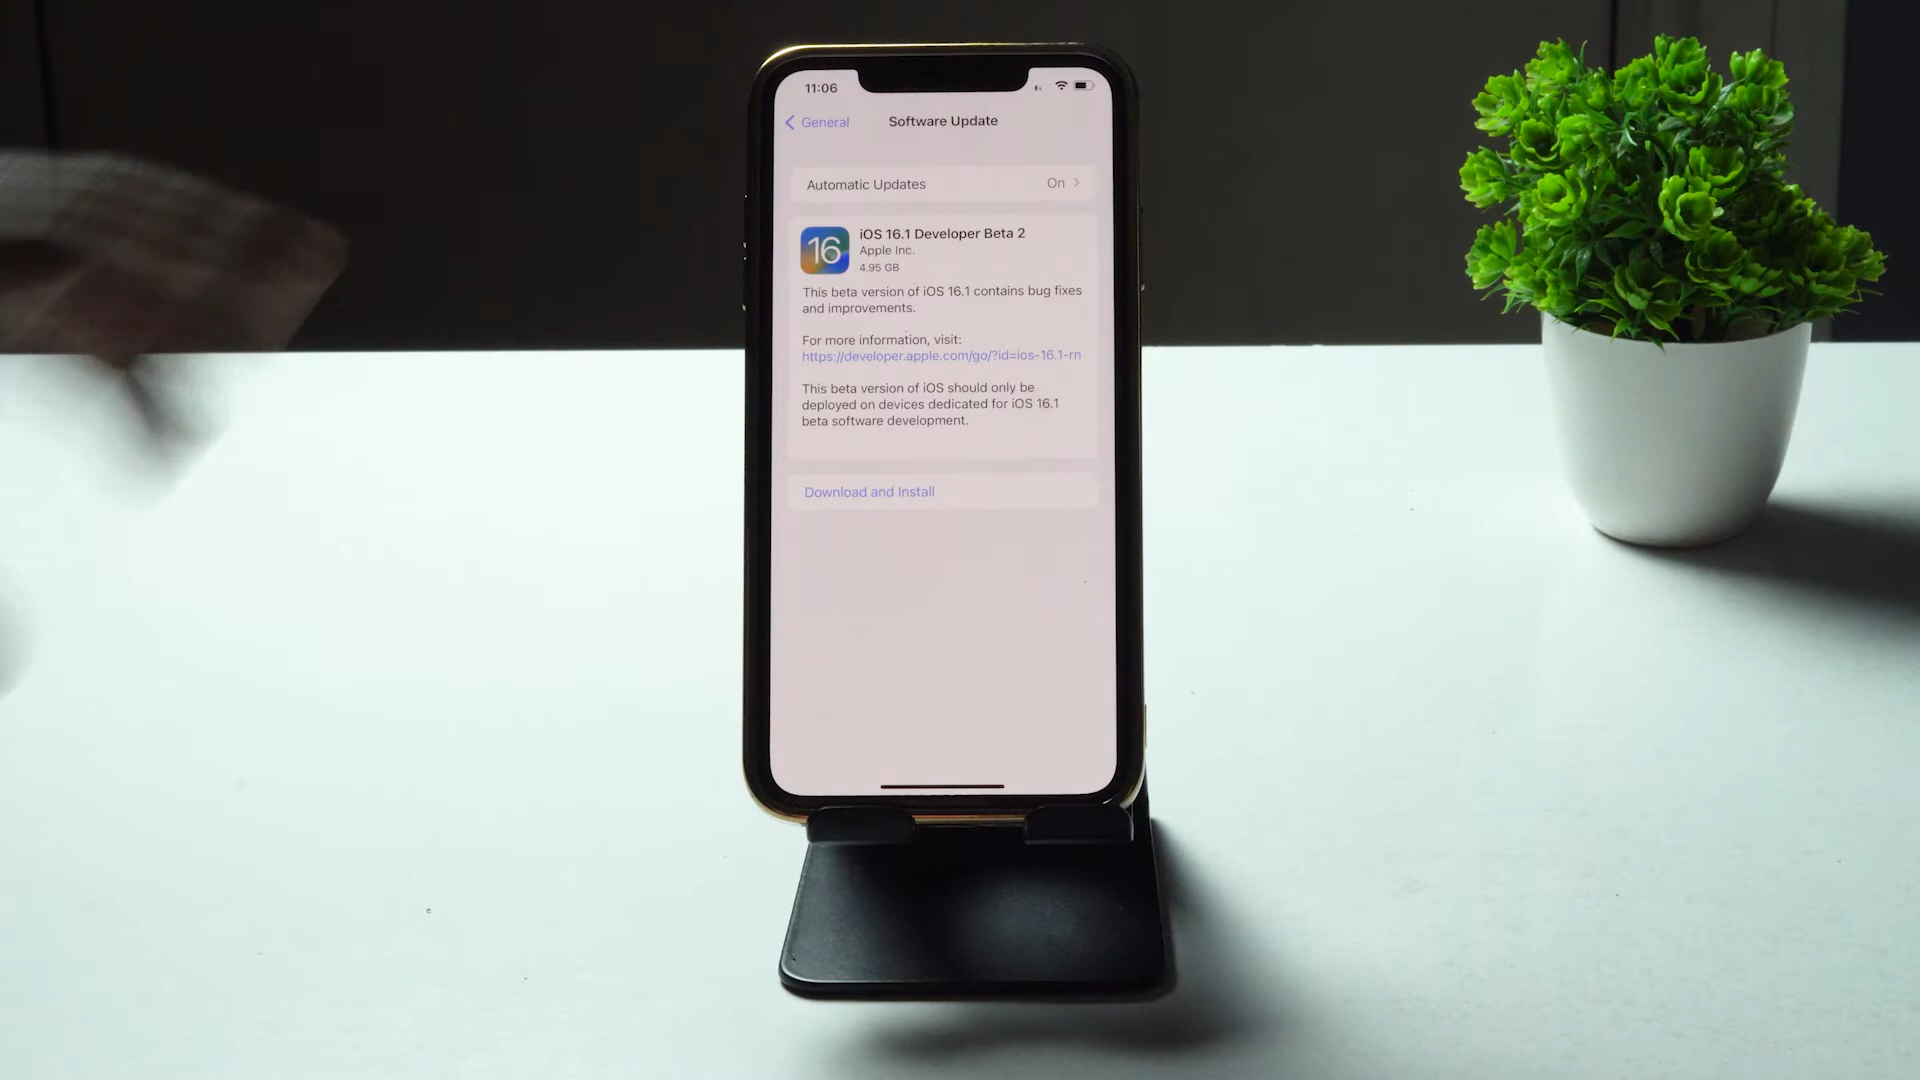 11:06
General
Software Update
Automatic Updates
On
16
iOS 16.1 Developer Beta 2
Apple Inc.
4.95 GB
This beta version of iOS 16.1 contains bug fixes
and improvements.
For more information, visit:
https://developer.apple.com/go/?id=ios-16.1-rn
This beta version of iOS should only be
deployed on devices dedicated for iOS 16.1
beta software development.
Download and Install